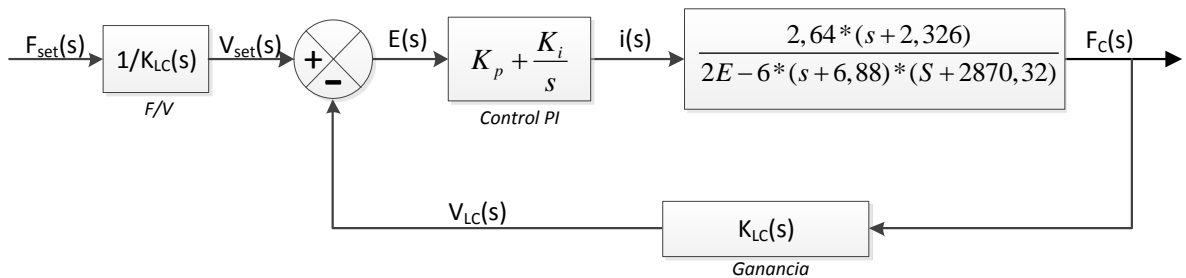 F_set(s)
1/K_LC(s)
F/V
V_set(s)
+
-
E(s)
K_p + K_i / s
Control PI
i(s)
2,64*(s+2,326)
2E-6*(s+6,88)*(S+2870,32)
F_C(s)
V_LC(s)
K_LC(s)
Ganancia